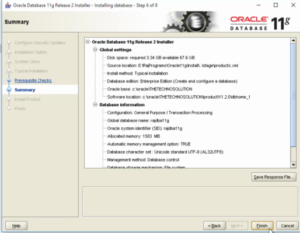 Oracle Database 11g Release 2 Installer - Installing database - Step 6 of 8
Summary
ORACLE 11g
DATABASE
Configure Security Updates
Installation Option
System Class
Typical Installation
Prerequisite Checks
Summary
Install Product
Finish
Oracle Database 11g Release 2 Installer
Global settings
Disk space: required 3.34 GB available 67.6 GB
Install method: Typical installation
Database edition: Enterprise Edition (Create and configure a database)
Oracle base: c:\oracle\THETECHNOSOLUTION
Software location: c:\oracle\THETECHNOSOLUTION\product\11.2.0\dbhome_1
Database information
Configuration: General Purpose / Transaction Processing
Global database name:
Oracle system identifier (SID):
Allocated memory: 1583 MB
Automatic memory management option: TRUE
Database character set : Unicode standard UTF-8 (AL32UTF8)
Management method: Database control
Database storage mechanism: File system
Save Response File...
Help
< Back
Next >
Finish
Cancel